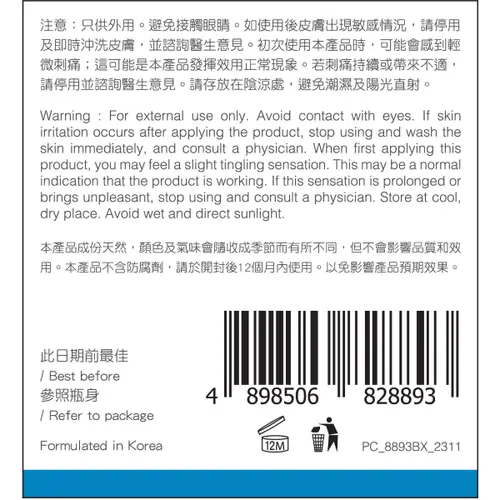 注意：只供外用。避免接觸眼睛。如使用後皮膚出現敏感情況，請停用
及即時沖洗皮膚，並諮詢醫生意見。初次使用本產品時，可能會感到輕
微刺痛；這可能是本產品發揮效用正常現象。若刺痛持續或帶來不適，
請停用並諮詢醫生意見。請存放在陰涼處，避免潮濕及陽光直射。
Warning : For external use only. Avoid contact with eyes. If skin
irritation occurs after applying the product, stop using and wash the
skin immediately, and consult a physician. When first applying this
product, you may feel a slight tingling sensation. This may be a normal
indication that the product is working. If this sensation is prolonged or
brings unpleasant, stop using and consult a physician. Store at cool,
dry place. Avoid wet and direct sunlight.
本產品成份天然，顏色及氣味會隨收成季節而有所不同，但不會影響品質和效
用。本產品不含防腐劑，請於開封後12個月內使用。以免影響產品預期效果。
此日期前最佳
/ Best before
參照瓶身
/ Refer to package
4 898506 828893
12M
Formulated in Korea
PC_8893BX_2311